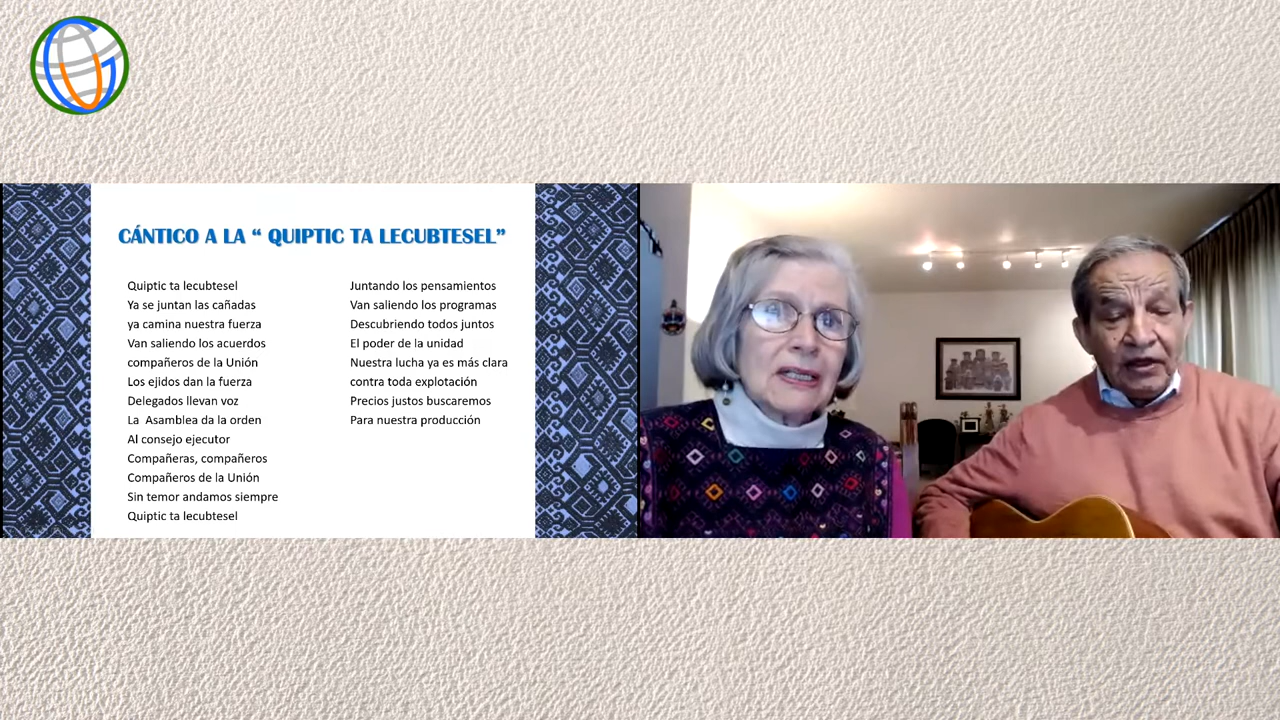 CÁNTICO A LA “ QUIPTIC TA LECUBTESEL”
Quiptic ta lecubtesel
Ya se juntan las cañadas
ya camina nuestra fuerza
Van saliendo los acuerdos
compañeros de la Unión
Los ejidos dan la fuerza
Delegados llevan voz
La  Asamblea da la orden
Al consejo ejecutor
Compañeras, compañeros
Compañeros de la Unión
Sin temor andamos siempre
Quiptic ta lecubtesel
Juntando los pensamientos
Van saliendo los programas
Descubriendo todos juntos
El poder de la unidad
Nuestra lucha ya es más clara
contra toda explotación
Precios justos buscaremos
Para nuestra producción